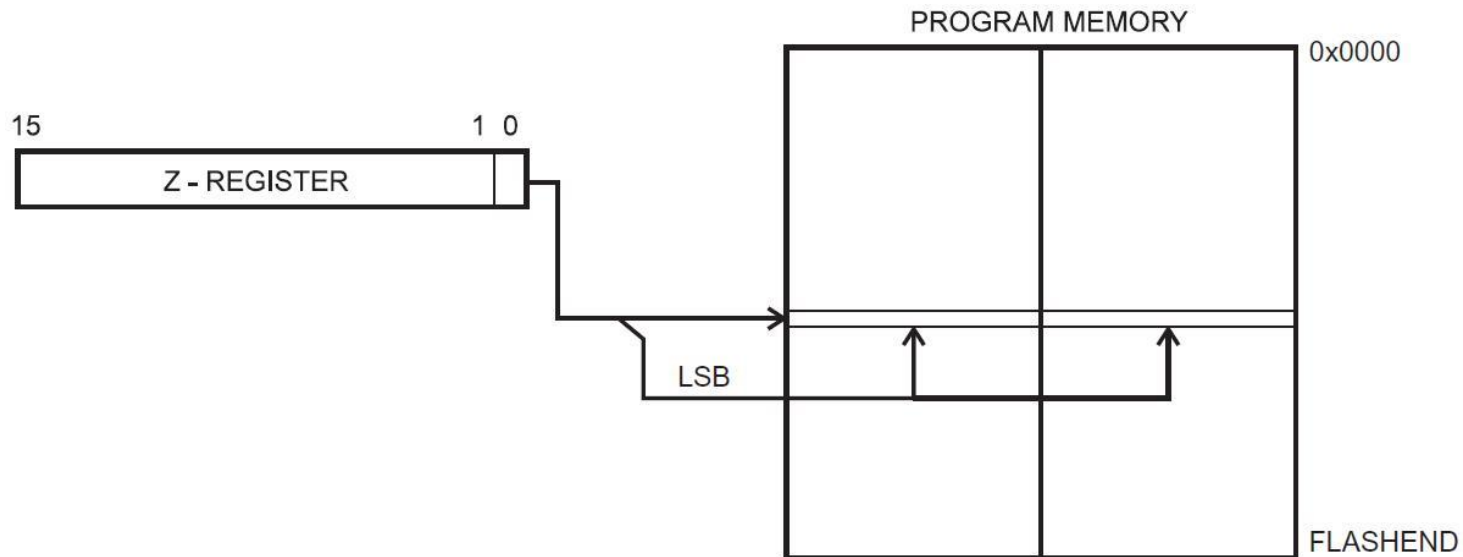 PROGRAM MEMORY
0x0000
15 1 0
Z - REGISTER
LSB
FLASHEND